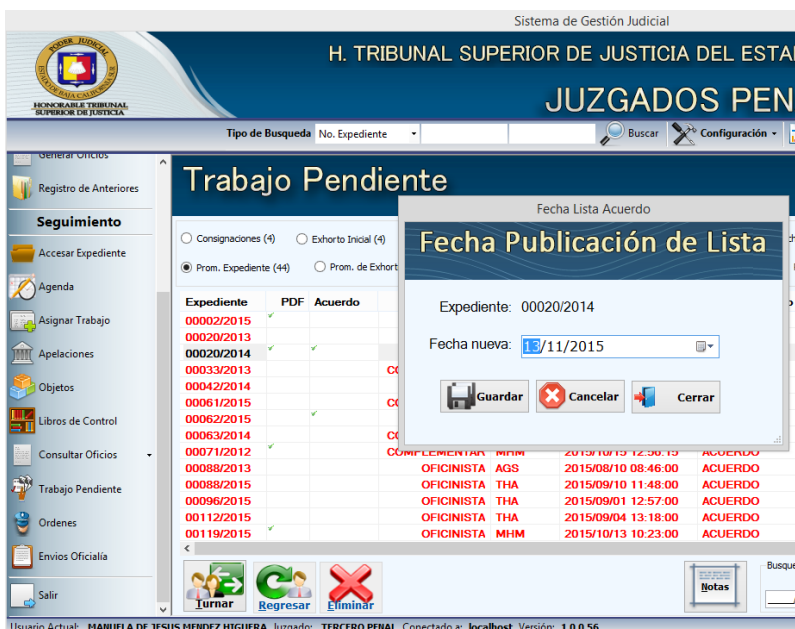 Sistema de Gestión Judicial
PODER JUDICIAL
HONORABLE TRIBUNAL
SUPERIOR DE JUSTICIA
H. TRIBUNAL SUPERIOR DE JUSTICIA DEL ESTA
JUZGADOS PEN
Tipo de Busqueda No. Expediente Buscar Configuración
General Oficios
Registro de Anteriores
Seguimiento
Accesar Expediente
Agenda
Asignar Trabajo
Apelaciones
Objetos
Libros de Control
Consultar Oficios
Trabajo Pendiente
Ordenes
Envios Oficialía
Salir
Trabajo Pendiente
Consignaciones (4) Exhorto Inicial (4)
Prom. Expediente (44) Prom. de Exhort
Fecha Lista Acuerdo
Fecha Publicación de Lista
Expediente: 00020/2014
Fecha nueva: 13/11/2015
Guardar Cancelar Cerrar
Expediente PDF Acuerdo
00002/2015
00020/2013
00020/2014
00033/2013 CO
00042/2014
00061/2015 CO
00062/2015
00063/2014 CO
00071/2012 COMPLEMENTAR MHM 2015/10/15 12:56:15 ACUERDO
00088/2013 OFICINISTA AGS 2015/08/10 08:46:00 ACUERDO
00088/2015 OFICINISTA THA 2015/09/10 11:48:00 ACUERDO
00096/2015 OFICINISTA THA 2015/09/01 12:57:00 ACUERDO
00112/2015 OFICINISTA THA 2015/09/04 13:18:00 ACUERDO
00119/2015 OFICINISTA MHM 2015/10/13 10:23:00 ACUERDO
Turnar Regresar Eliminar Notas
Busque
Usuario Actual: MANUELA DE JESUS MENDEZ HIGUERA Juzgado: TERCERO PENAL Conectado a: localhost Versión: 1.0.0.56